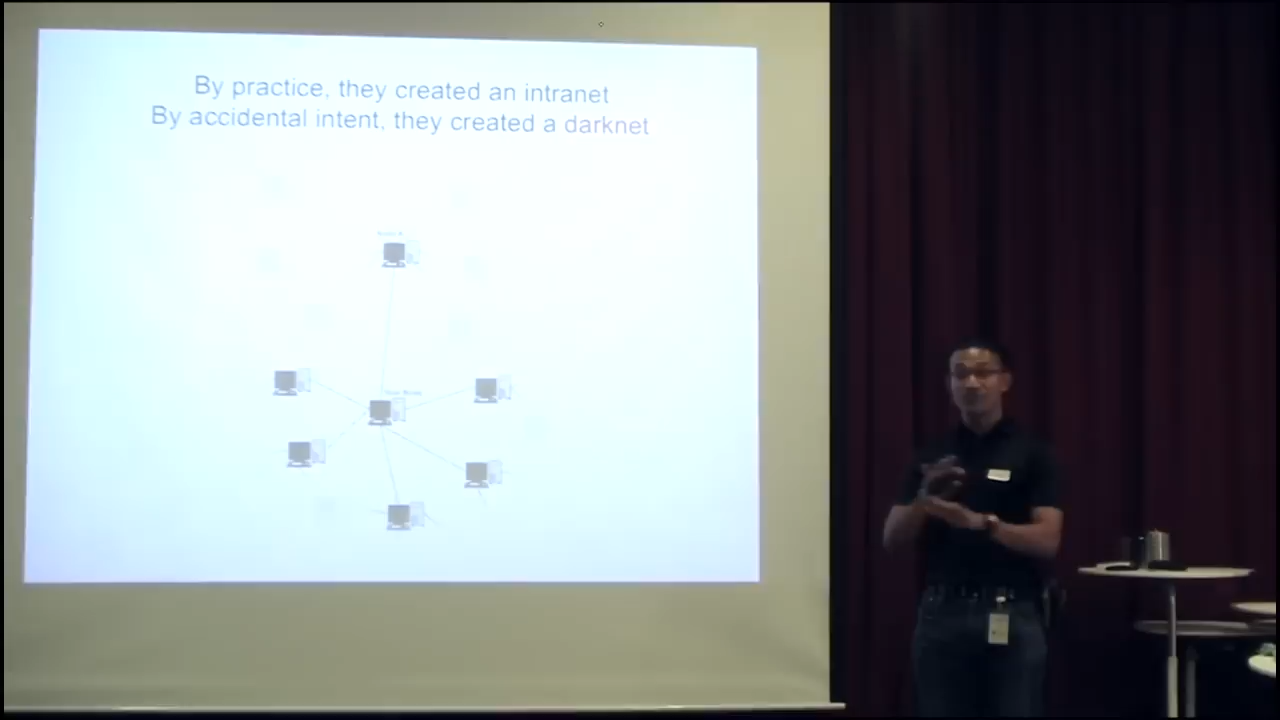 By practice, they created an intranet
By accidental intent, they created a darknet